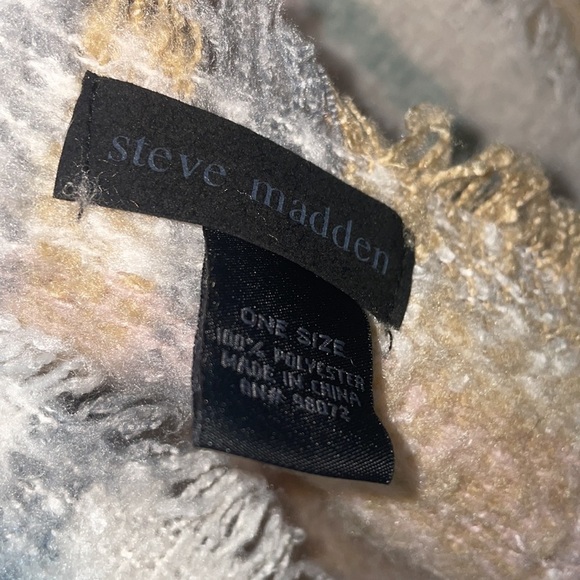 steve madden
ONE SIZE
100% POLYESTER
MADE IN CHINA
RN# 98072